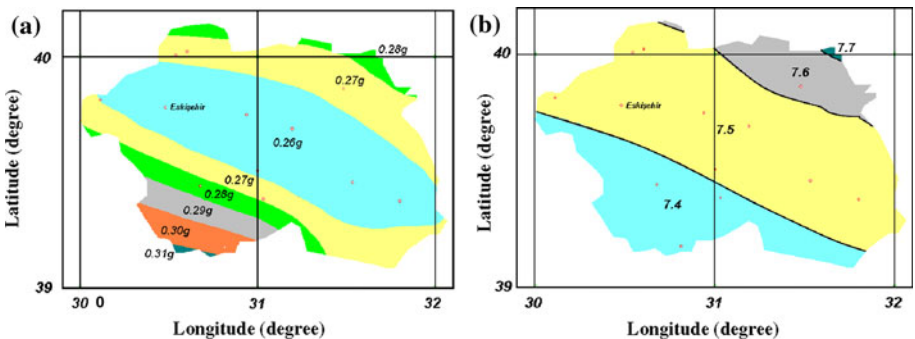 (a)
Latitude (degree)
40
39
30 0
31
32
Longitude (degree)
0.28g
0.27g
Eskişehir
0.26g
0.27g
0.28g
0.29g
0.30g
0.31g
(b)
Latitude (degree)
40
39
30
31
32
Longitude (degree)
7.7
7.6
Eskişehir
7.5
7.4